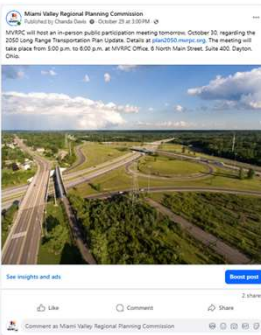 Miami Valley Regional Planning Commission
Published by Chanda Davis · October 29 at 3:00 PM ·
MVRPC will host an in-person public participation meeting tomorrow, October 30, regarding the
2050 Long Range Transportation Plan Update. Details at plan2050.mvrpc.org. The meeting will
take place from 5:00 p.m. to 6:00 p.m. at MVRPC Office, 6 North Main Street, Suite 400, Dayton,
Ohio.
See insights and ads
Boost post
2 shares
Like
Comment
Share
Comment as Miami Valley Regional Planning Commission